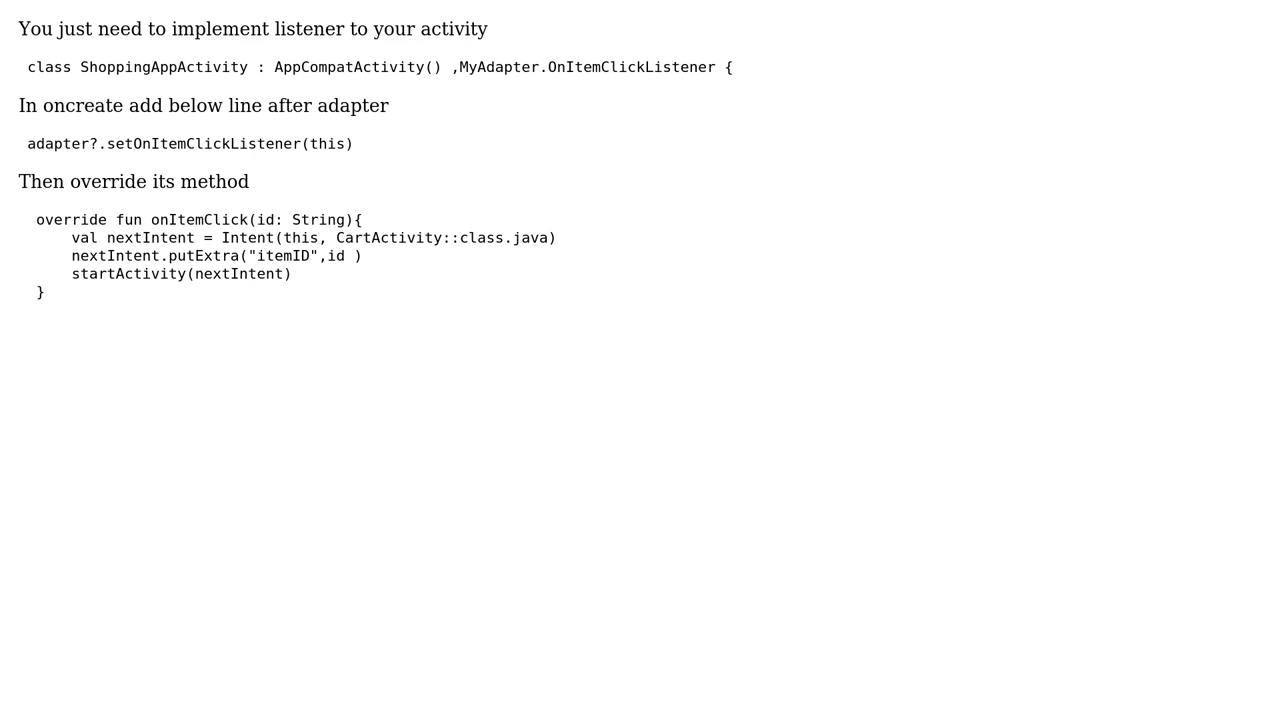 You just need to implement listener to your activity
class ShoppingAppActivity : AppCompatActivity() ,MyAdapter.OnItemClickListener {
In oncreate add below line after adapter
adapter?.setOnItemClickListener(this)
Then override its method
override fun onItemClick(id: String){
    val nextIntent = Intent(this, CartActivity::class.java)
    nextIntent.putExtra("itemID",id )
    startActivity(nextIntent)
}